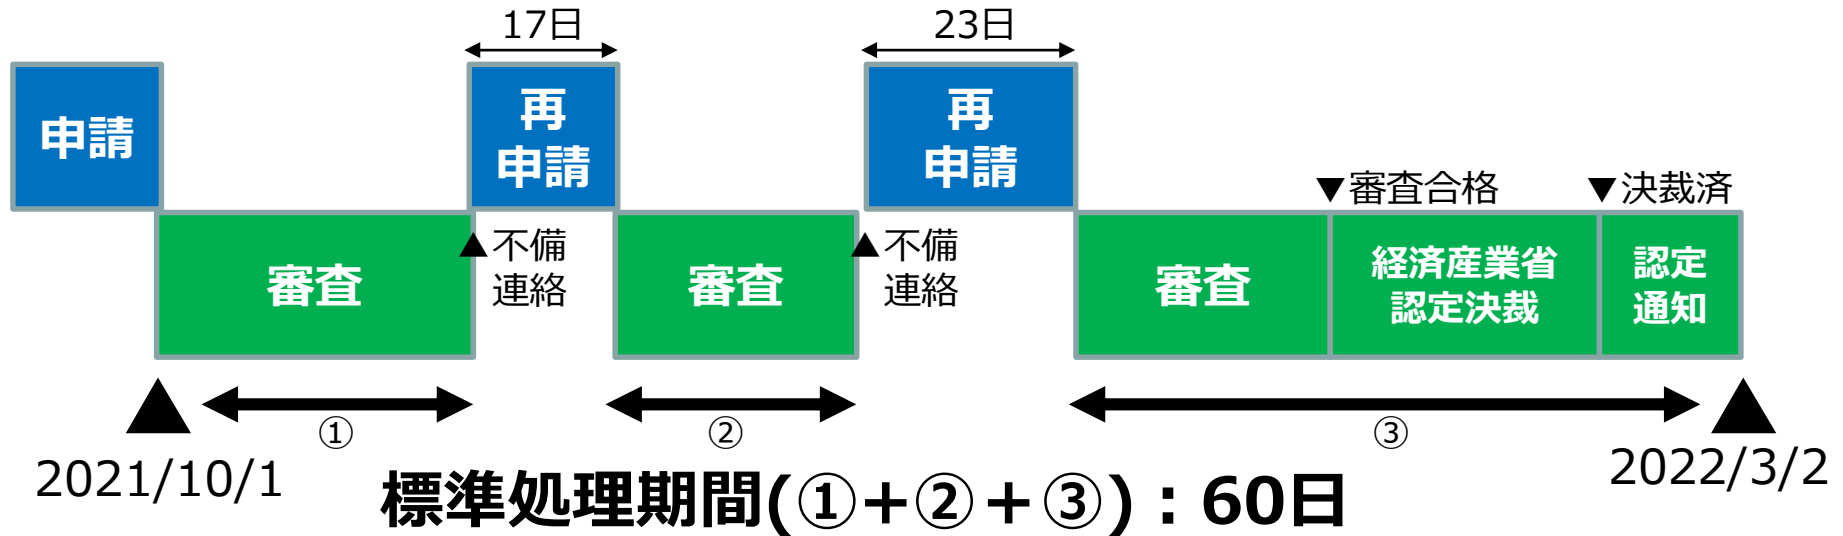 17日
23日
申請
再
申請
再
申請
▼審査合格
▼決裁済
審査
▲不備
連絡
審査
▲不備
連絡
審査
経済産業省
認定決裁
認定
通知
①
②
③
2021/10/1
2022/3/2
標準処理期間(①+②+③):60日